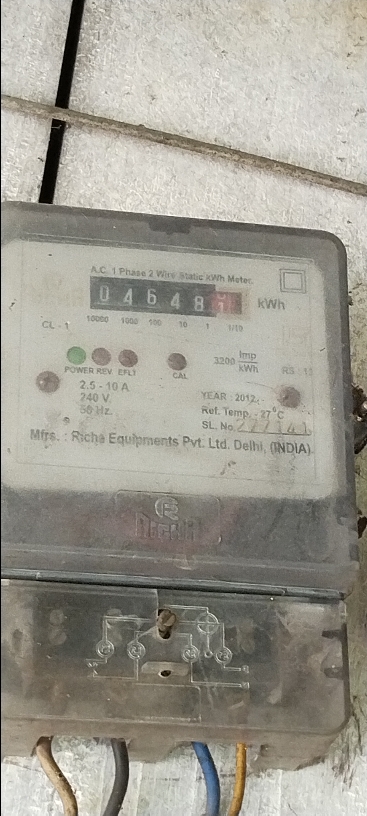 A.C. 1 Phase 2 Wire Static kWh Meter.
0 4 6 4 8 kWh
10000 1000 100 10 1 1/10
CL - 1
POWER REV EFLT CAL
3200 Imp/kWh
2.5 - 10 A
240 V
50 Hz.
YEARː 2012.
Ref. Temp. - 27°C
SL. No.
Mfrs. : Richa Equipments Pvt. Ltd. Delhi, (INDIA)